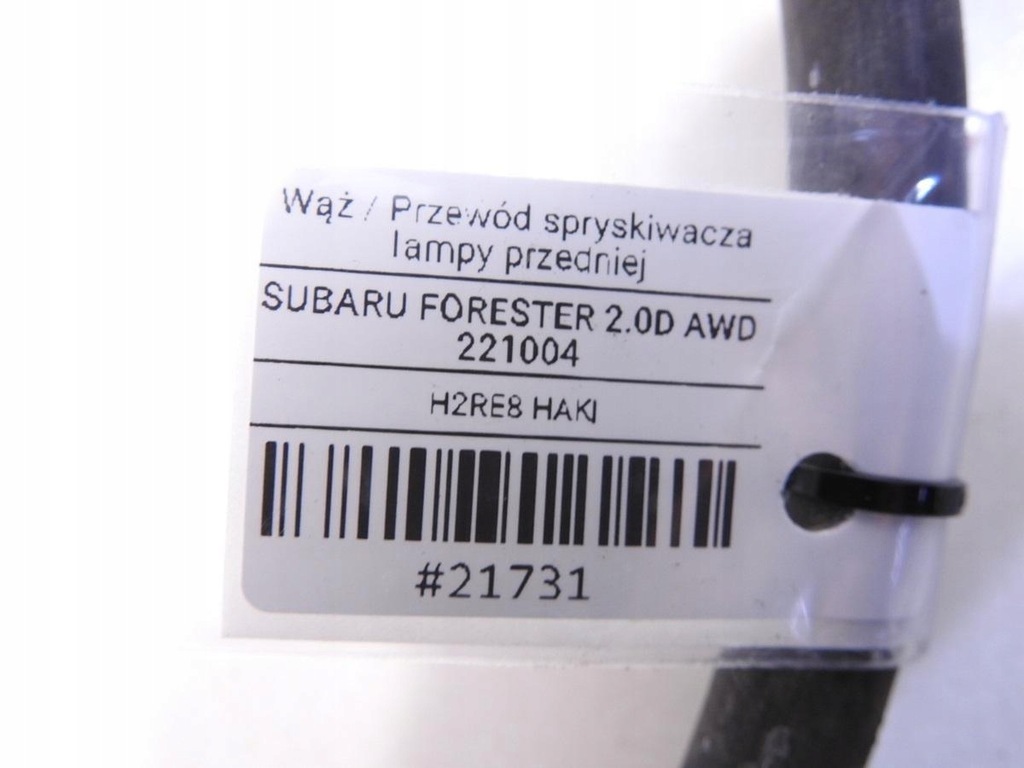 Wąż / Przewód spryskiwacza
lampy przedniej
SUBARU FORESTER 2.0D AWD
221004
H2RE8 HAKI
#21731